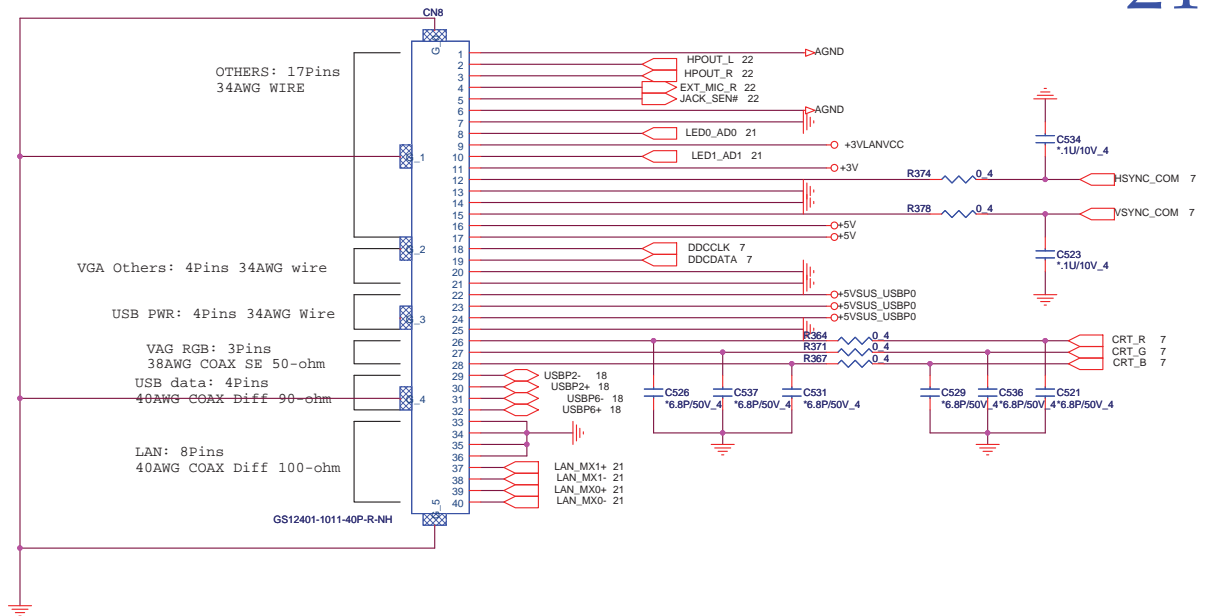 21
CN8
G_0
1
AGND
OTHERS: 17Pins
34AWG WIRE
2 HPOUT_L 22
3 HPOUT_R 22
4 EXT_MIC_R 22
5 JACK_SEN# 22
6 AGND
7
8 LED0_AD0 21
9 +3VLANVCC
10 LED1_AD1 21
11 +3V
G_1
C534
*.1U/10V_4
12 R374 0_4 HSYNC_COM 7
13
14
15 R378 0_4 VSYNC_COM 7
16 +5V
17 +5V
G_2
18 DDCCLK 7
19 DDCDATA 7
C523
*.1U/10V_4
VGA Others: 4Pins 34AWG wire
20
21
22 +5VSUS_USBP0
23 +5VSUS_USBP0
24 +5VSUS_USBP0
25
G_3
USB PWR: 4Pins 34AWG Wire
26 R364 0_4 CRT_R 7
27 R371 0_4 CRT_G 7
28 R367 0_4 CRT_B 7
VAG RGB: 3Pins
38AWG COAX SE 50-ohm
USB data: 4Pins
40AWG COAX Diff 90-ohm
29 USBP2- 18
30 USBP2+ 18
31 USBP6- 18
32 USBP6+ 18
G_4
C526
*6.8P/50V_4
C537
*6.8P/50V_4
C531
*6.8P/50V_4
C529
*6.8P/50V_4
C536
*6.8P/50V_4
C521
*6.8P/50V_4
33
34
35
36
LAN: 8Pins
40AWG COAX Diff 100-ohm
37 LAN_MX1+ 21
38 LAN_MX1- 21
39 LAN_MX0+ 21
40 LAN_MX0- 21
G_5
GS12401-1011-40P-R-NH